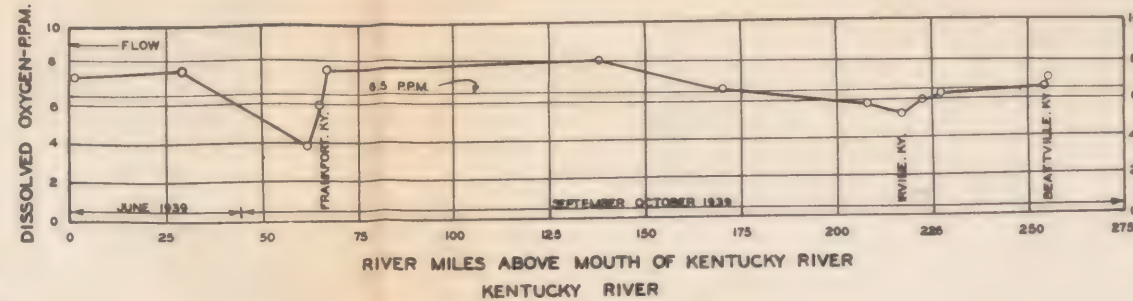 DISSOLVED OXYGEN-P.P.M.
10
8
6
4
2
0
FLOW
6.5 P.P.M.
FRANKFORT. KY.
IRVINE. KY.
BEATTVILLE. KY
JUNE 1939
SEPTEMBER OCTOBER 1939
0 25 50 75 100 125 150 175 200 225 250 275
RIVER MILES ABOVE MOUTH OF KENTUCKY RIVER
KENTUCKY RIVER